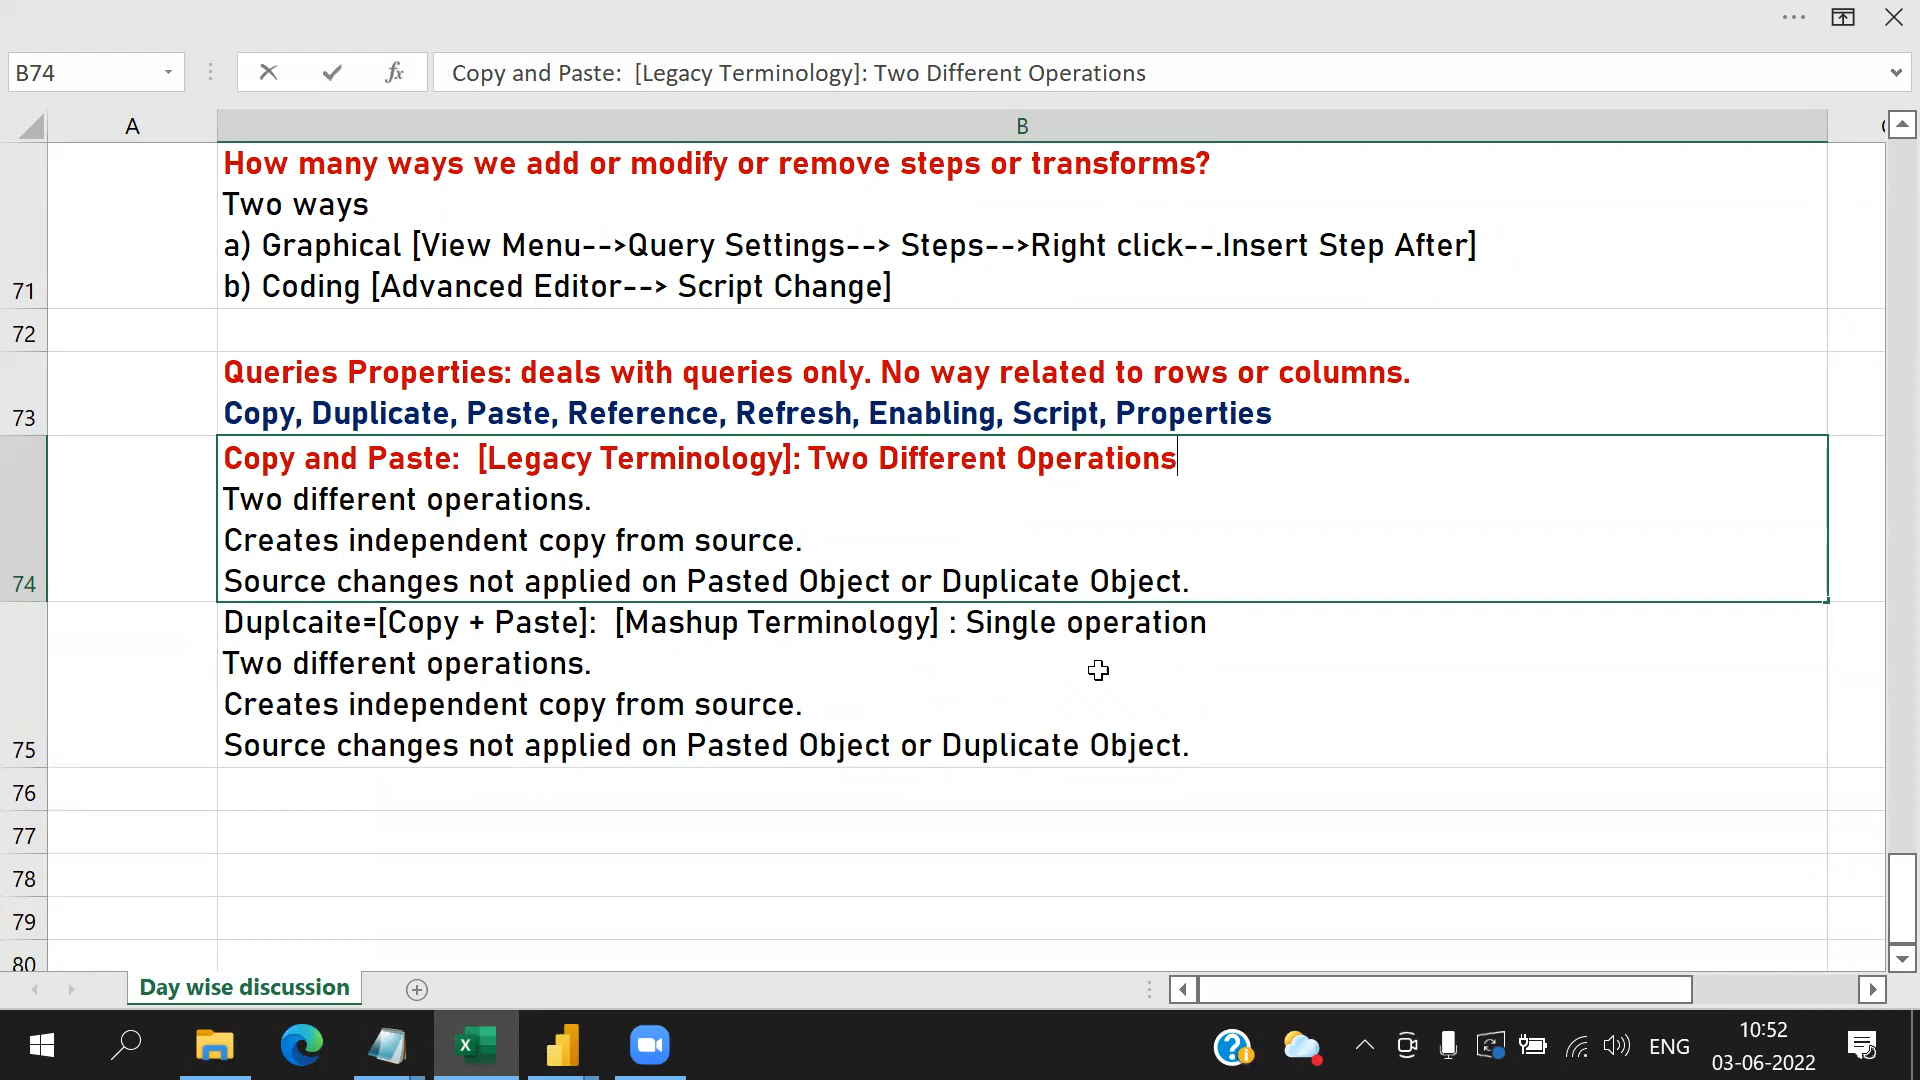 B74
fx
Copy and Paste:  [Legacy Terminology]: Two Different Operations
A
B
How many ways we add or modify or remove steps or transforms?
Two ways
a) Graphical [View Menu-->Query Settings--> Steps-->Right click--.Insert Step After]
b) Coding [Advanced Editor--> Script Change]
71
72
Queries Properties: deals with queries only. No way related to rows or columns.
Copy, Duplicate, Paste, Reference, Refresh, Enabling, Script, Properties
73
Copy and Paste:  [Legacy Terminology]: Two Different Operations
Two different operations.
Creates independent copy from source.
Source changes not applied on Pasted Object or Duplicate Object.
74
Duplcaite=[Copy + Paste]:  [Mashup Terminology] : Single operation
Two different operations.
Creates independent copy from source.
Source changes not applied on Pasted Object or Duplicate Object.
75
76
77
78
79
80
Day wise discussion
ENG
10:52
03-06-2022